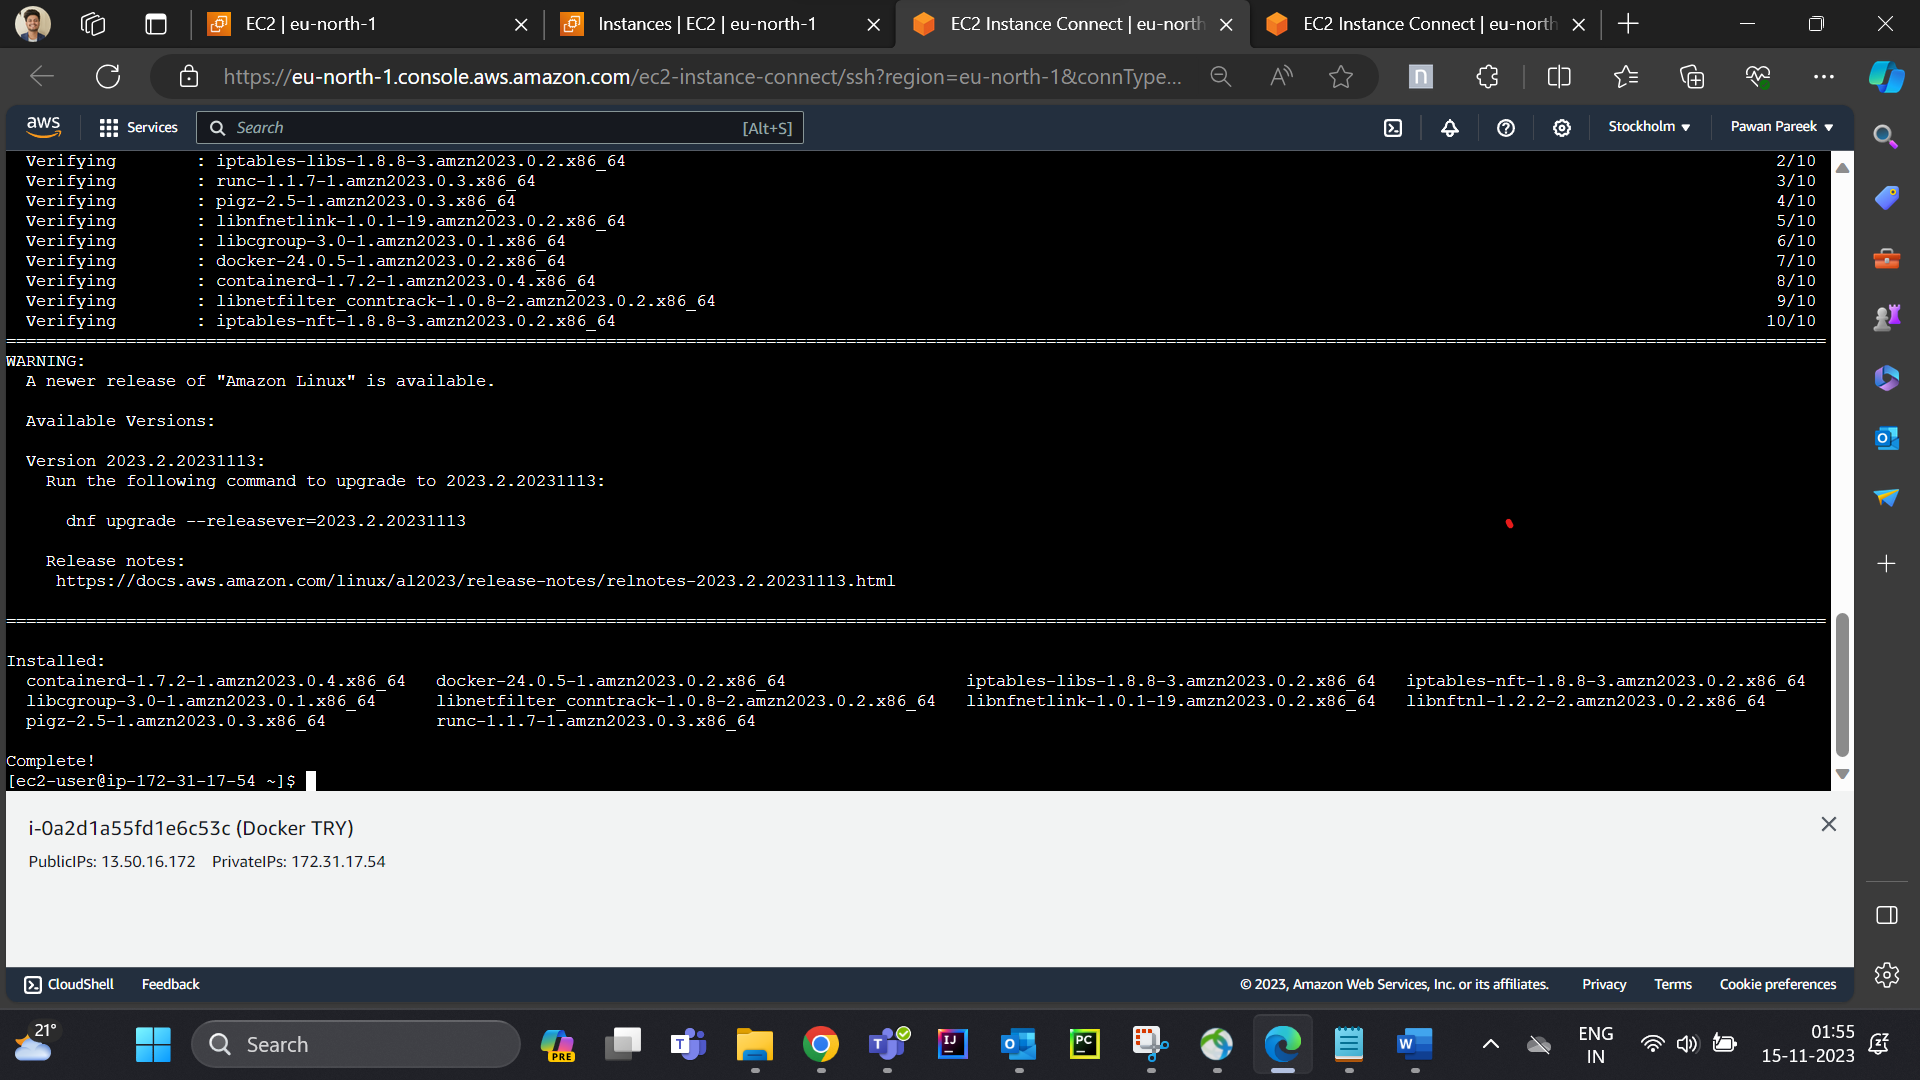 EC2 | eu-north-1
Instances | EC2 | eu-north-1
EC2 Instance Connect | eu-north
EC2 Instance Connect | eu-north
https://eu-north-1.console.aws.amazon.com/ec2-instance-connect/ssh?region=eu-north-1&connType...
aws
Services
Search
[Alt+S]
Stockholm
Pawan Pareek
Verifying : iptables-libs-1.8.8-3.amzn2023.0.2.x86_64 2/10
Verifying : runc-1.1.7-1.amzn2023.0.3.x86_64 3/10
Verifying : pigz-2.5-1.amzn2023.0.3.x86_64 4/10
Verifying : libnfnetlink-1.0.1-19.amzn2023.0.2.x86_64 5/10
Verifying : libcgroup-3.0-1.amzn2023.0.1.x86_64 6/10
Verifying : docker-24.0.5-1.amzn2023.0.2.x86_64 7/10
Verifying : containerd-1.7.2-1.amzn2023.0.4.x86_64 8/10
Verifying : libnetfilter_conntrack-1.0.8-2.amzn2023.0.2.x86_64 9/10
Verifying : iptables-nft-1.8.8-3.amzn2023.0.2.x86_64 10/10
WARNING:
A newer release of "Amazon Linux" is available.
Available Versions:
Version 2023.2.20231113:
Run the following command to upgrade to 2023.2.20231113:
dnf upgrade --releasever=2023.2.20231113
Release notes:
https://docs.aws.amazon.com/linux/al2023/release-notes/relnotes-2023.2.20231113.html
Installed:
containerd-1.7.2-1.amzn2023.0.4.x86_64 docker-24.0.5-1.amzn2023.0.2.x86_64 iptables-libs-1.8.8-3.amzn2023.0.2.x86_64 iptables-nft-1.8.8-3.amzn2023.0.2.x86_64
libcgroup-3.0-1.amzn2023.0.1.x86_64 libnetfilter_conntrack-1.0.8-2.amzn2023.0.2.x86_64 libnfnetlink-1.0.1-19.amzn2023.0.2.x86_64 libnftnl-1.2.2-2.amzn2023.0.2.x86_64
pigz-2.5-1.amzn2023.0.3.x86_64 runc-1.1.7-1.amzn2023.0.3.x86_64
Complete!
[ec2-user@ip-172-31-17-54 ~]$
i-0a2d1a55fd1e6c53c (Docker TRY)
PublicIPs: 13.50.16.172 PrivateIPs: 172.31.17.54
CloudShell
Feedback
© 2023, Amazon Web Services, Inc. or its affiliates.
Privacy
Terms
Cookie preferences
21°
Search
PRE
ENG
IN
01:55
15-11-2023